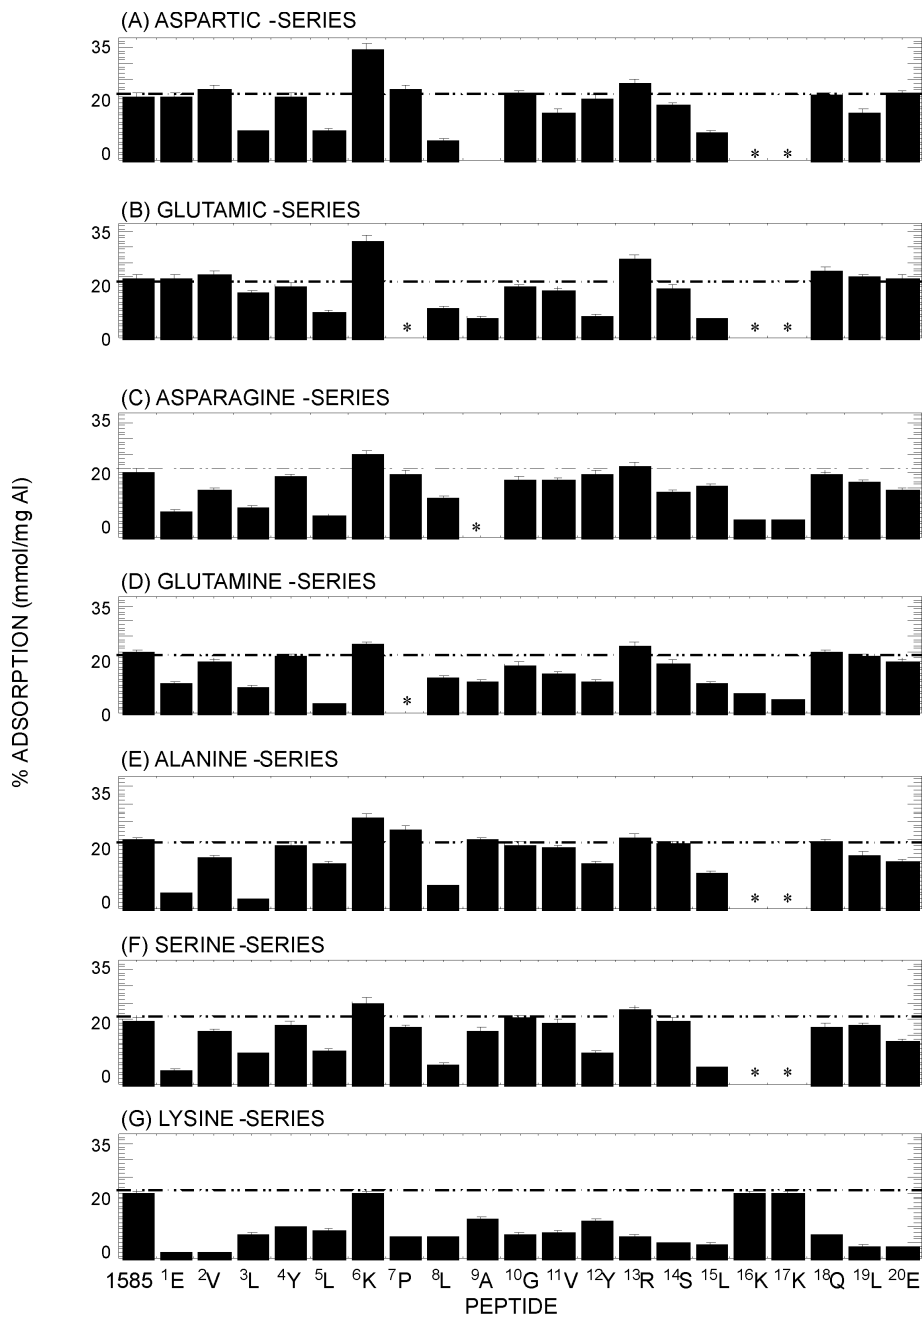 (A) ASPARTIC -SERIES
35
20
0
* *
(B) GLUTAMIC -SERIES
35
20
0
* * *
(C) ASPARAGINE -SERIES
35
20
0
*
(D) GLUTAMINE -SERIES
35
20
0
*
(E) ALANINE -SERIES
35
20
0
* *
(F) SERINE -SERIES
35
20
0
* *
(G) LYSINE -SERIES
35
20
0
% ADSORPTION (mmol/mg Al)
1585 ¹E ²V ³L ⁴Y ⁵L ⁶K ⁷P ⁸L ⁹A ¹⁰G ¹¹V ¹²Y ¹³R ¹⁴S ¹⁵L ¹⁶K ¹⁷K ¹⁸Q ¹⁹L ²⁰E
PEPTIDE